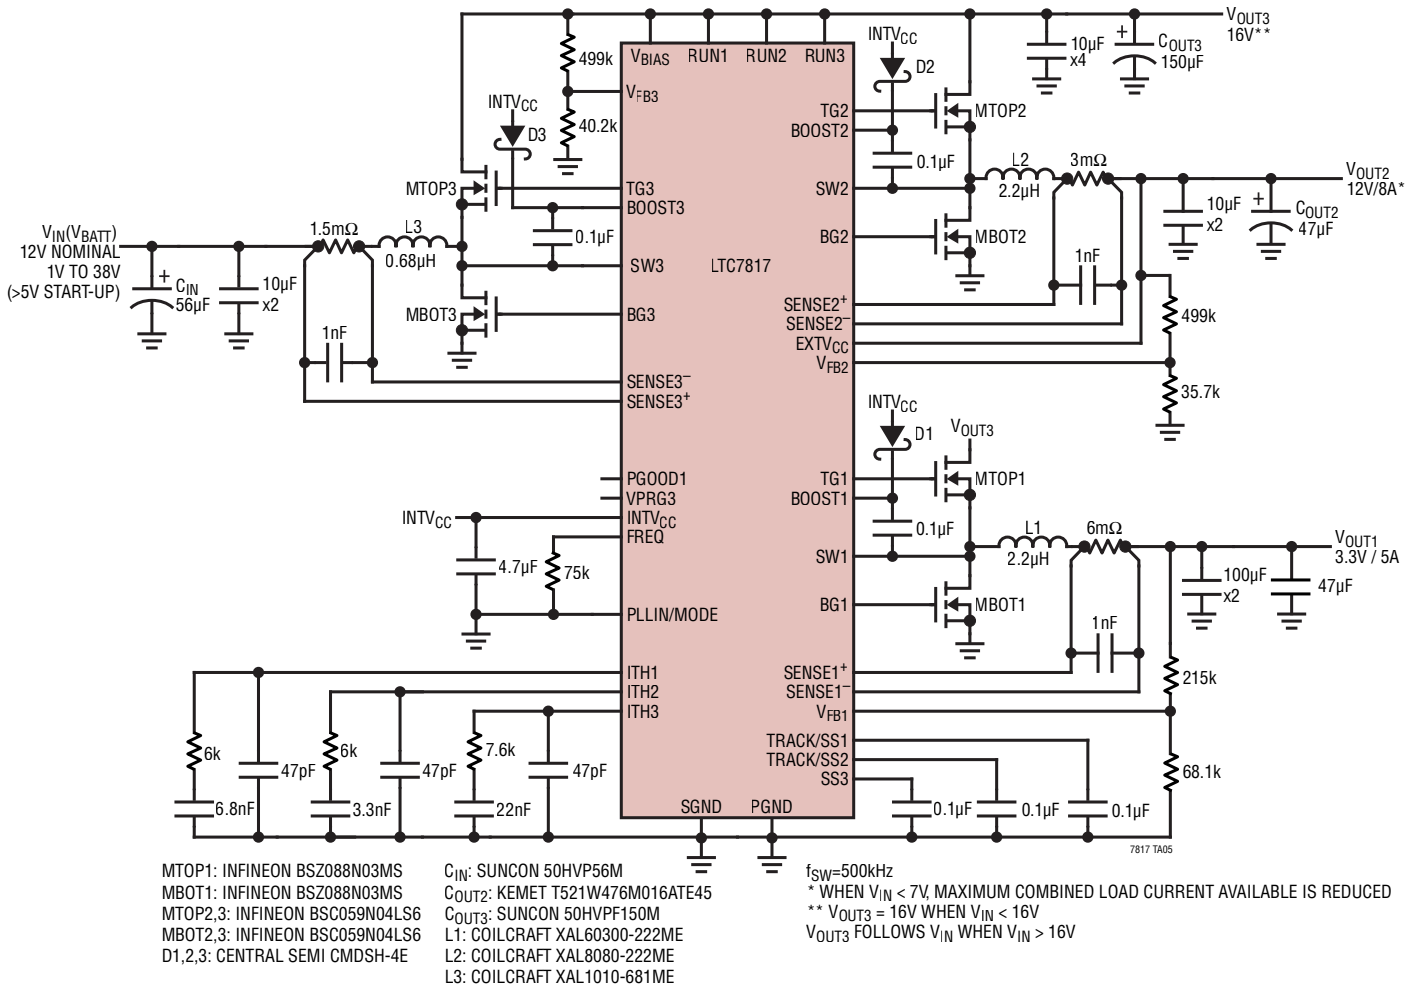 VOUT3
16V**
10µF
x4
+
COUT3
150µF
INTVCC
D2
499k
VBIAS
RUN1
RUN2
RUN3
VFB3
40.2k
INTVCC
D3
TG2
BOOST2
MTOP2
0.1µF
L2
2.2µH
3mΩ
VOUT2
12V/8A*
MTOP3
TG3
BOOST3
SW2
10µF
x2
+
COUT2
47µF
VIN(VBATT)
12V NOMINAL
1V TO 38V
(>5V START-UP)
1.5mΩ
L3
0.68µH
0.1µF
BG2
MBOT2
SW3
LTC7817
1nF
+
CIN
56µF
10µF
x2
MBOT3
BG3
SENSE2+
SENSE2–
EXTVCC
VFB2
499k
1nF
SENSE3–
SENSE3+
35.7k
INTVCC
D1
VOUT3
PGOOD1
VPRG3
INTVCC
INTVCC
FREQ
TG1
BOOST1
MTOP1
0.1µF
L1
2.2µH
6mΩ
VOUT1
3.3V / 5A
4.7µF
75k
SW1
100µF
x2
47µF
PLLIN/MODE
BG1
MBOT1
1nF
ITH1
ITH2
ITH3
SENSE1+
SENSE1–
VFB1
215k
6k
47pF
6k
47pF
7.6k
47pF
TRACK/SS1
TRACK/SS2
SS3
68.1k
6.8nF
3.3nF
22nF
SGND
PGND
0.1µF
0.1µF
0.1µF
7817 TA05
MTOP1: INFINEON BSZ088N03MS
MBOT1: INFINEON BSZ088N03MS
MTOP2,3: INFINEON BSC059N04LS6
MBOT2,3: INFINEON BSC059N04LS6
D1,2,3: CENTRAL SEMI CMDSH-4E
CIN: SUNCON 50HVP56M
COUT2: KEMET T521W476M016ATE45
COUT3: SUNCON 50HVPF150M
L1: COILCRAFT XAL60300-222ME
L2: COILCRAFT XAL8080-222ME
L3: COILCRAFT XAL1010-681ME
fSW=500kHz
* WHEN VIN < 7V, MAXIMUM COMBINED LOAD CURRENT AVAILABLE IS REDUCED
** VOUT3 = 16V WHEN VIN < 16V
VOUT3 FOLLOWS VIN WHEN VIN > 16V